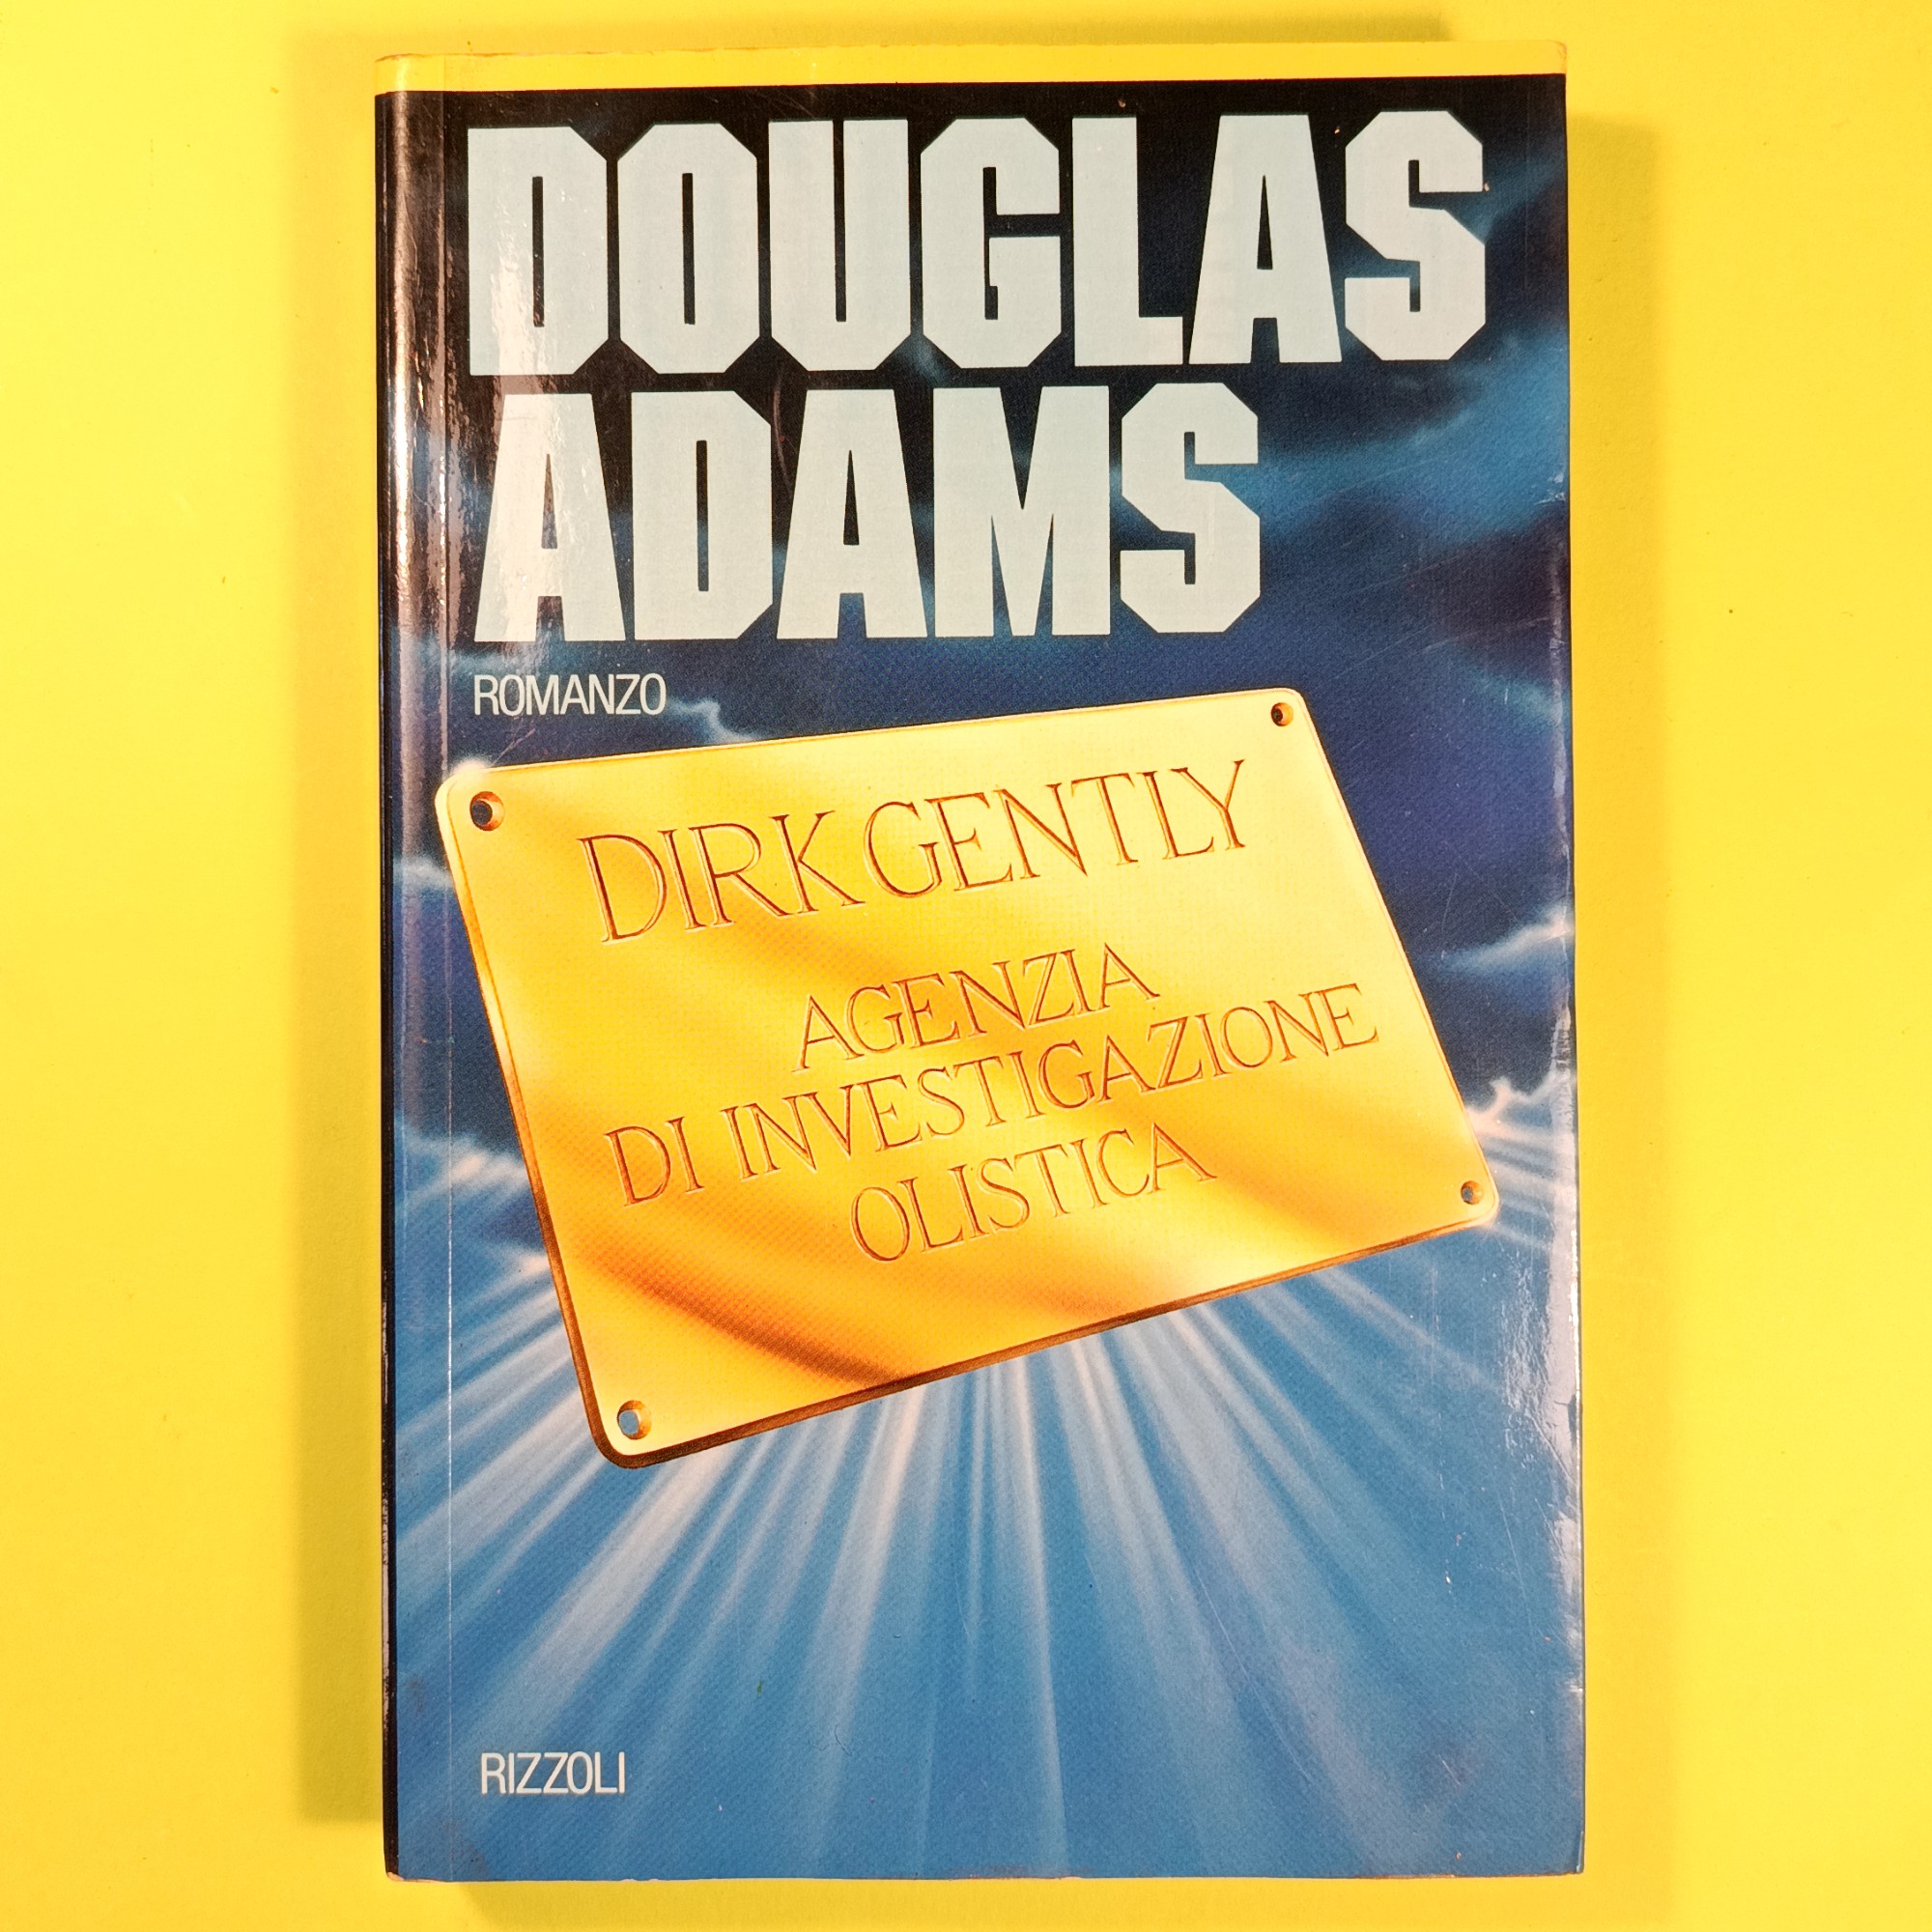 DOUGLAS
ADAMS
ROMANZO
DIRK GENTLY
AGENZIA
DI INVESTIGAZIONE
OLISTICA
RIZZOLI